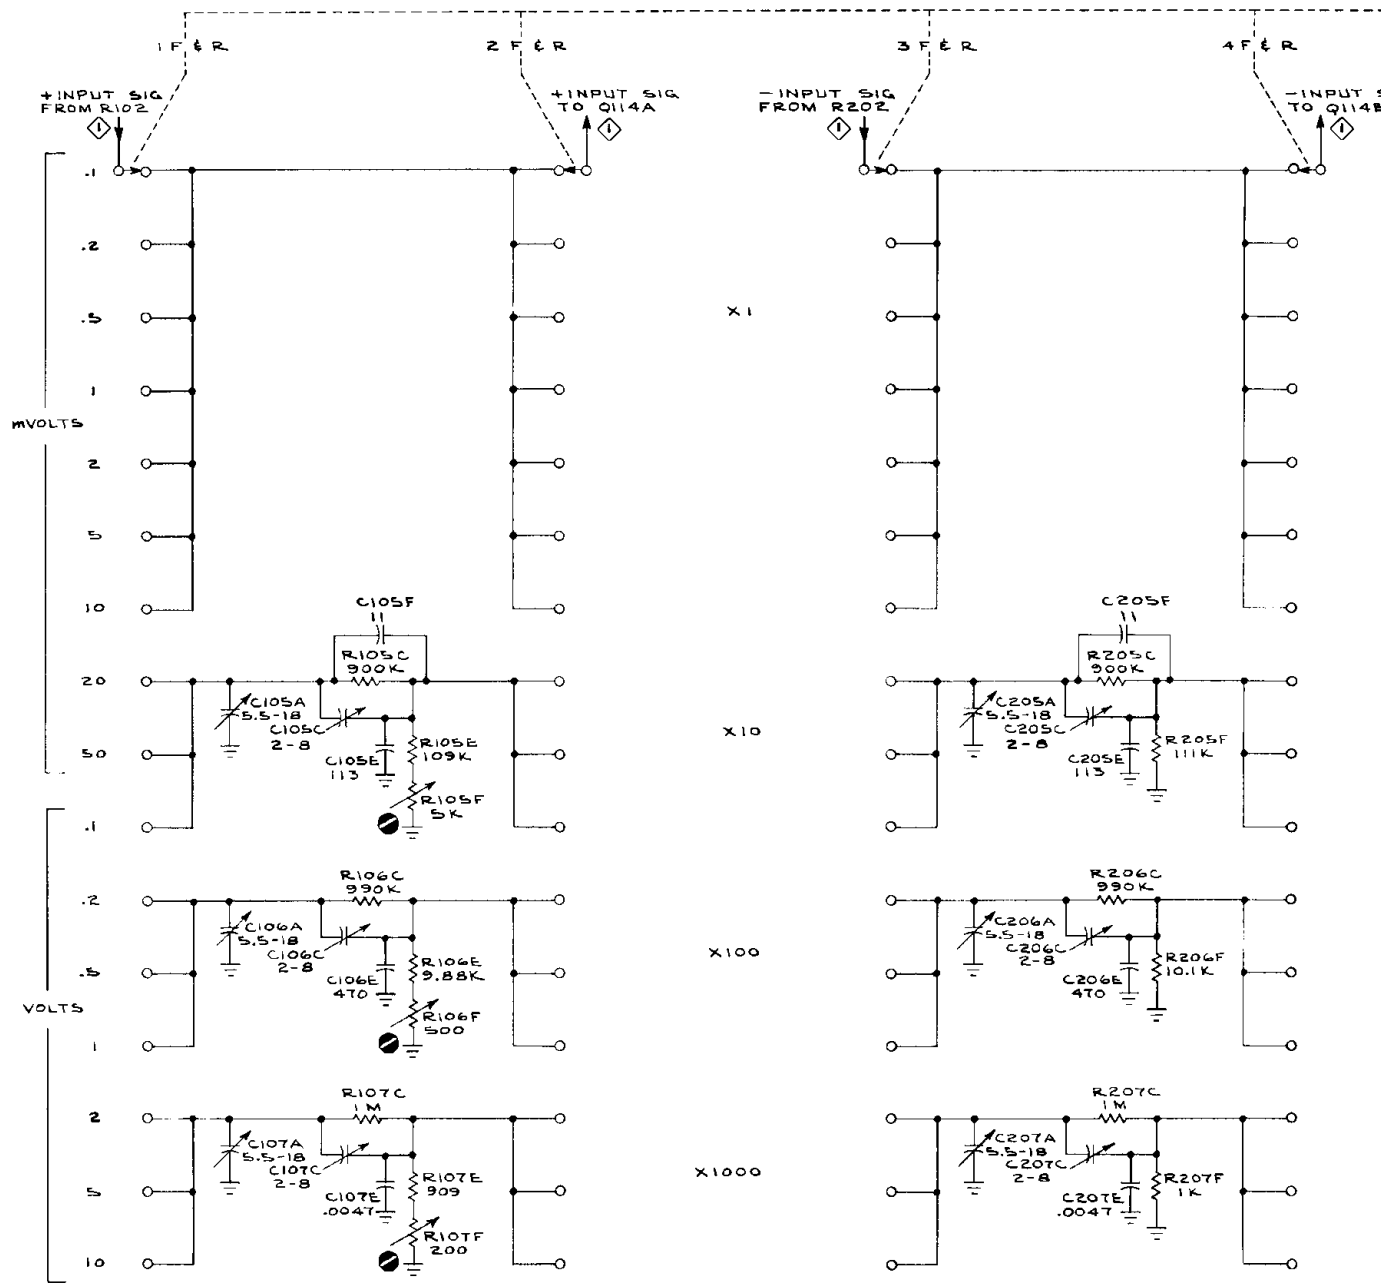 1 F & R
2 F & R
3 F & R
4 F & R
+INPUT SIG
FROM R102
1
+INPUT SIG
TO Q114A
1
-INPUT SIG
FROM R202
1
-INPUT S
TO Q114B
1
mVOLTS
.1
.2
.5
1
2
5
10
X1
C105F
11
R105C
900K
20
C105A
5.5-18
C105C
2-8
C105E
113
R105E
109K
R105F
5K
50
.1
X10
C205F
11
R205C
900K
C205A
5.5-18
C205C
2-8
C205E
113
R205F
111K
VOLTS
.2
R106C
990K
C106A
5.5-18
C106C
2-8
C106E
470
R106E
9.88K
R106F
500
.5
1
X100
R206C
990K
C206A
5.5-18
C206C
2-8
C206E
470
R206F
10.1K
2
R107C
1M
C107A
5.5-18
C107C
2-8
C107E
.0047
R107E
909
R107F
200
5
10
X1000
R207C
1M
C207A
5.5-18
C207C
2-8
C207E
.0047
R207F
1K